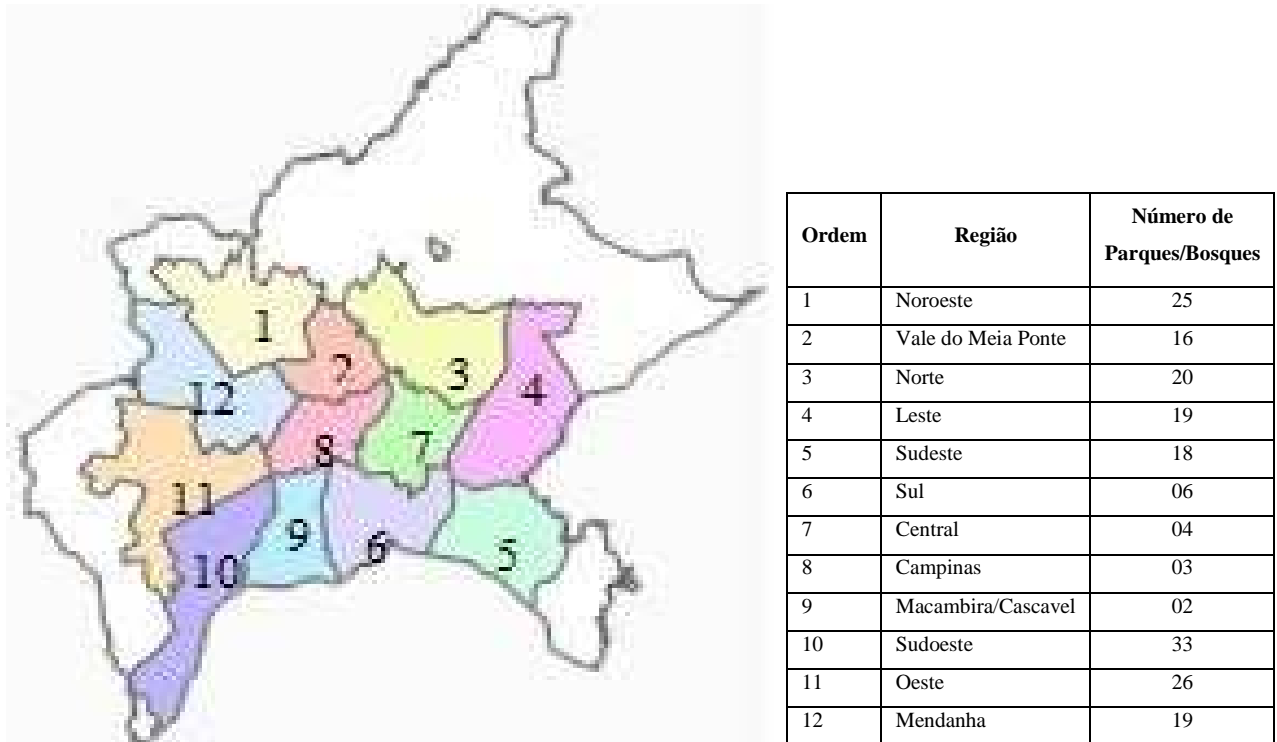 1
2
3
4
12
8
7
11
9
6
5
10
Ordem Região Número de
Parques/Bosques
1 Noroeste 25
2 Vale do Meia Ponte 16
3 Norte 20
4 Leste 19
5 Sudeste 18
6 Sul 06
7 Central 04
8 Campinas 03
9 Macambira/Cascavel 02
10 Sudoeste 33
11 Oeste 26
12 Mendanha 19